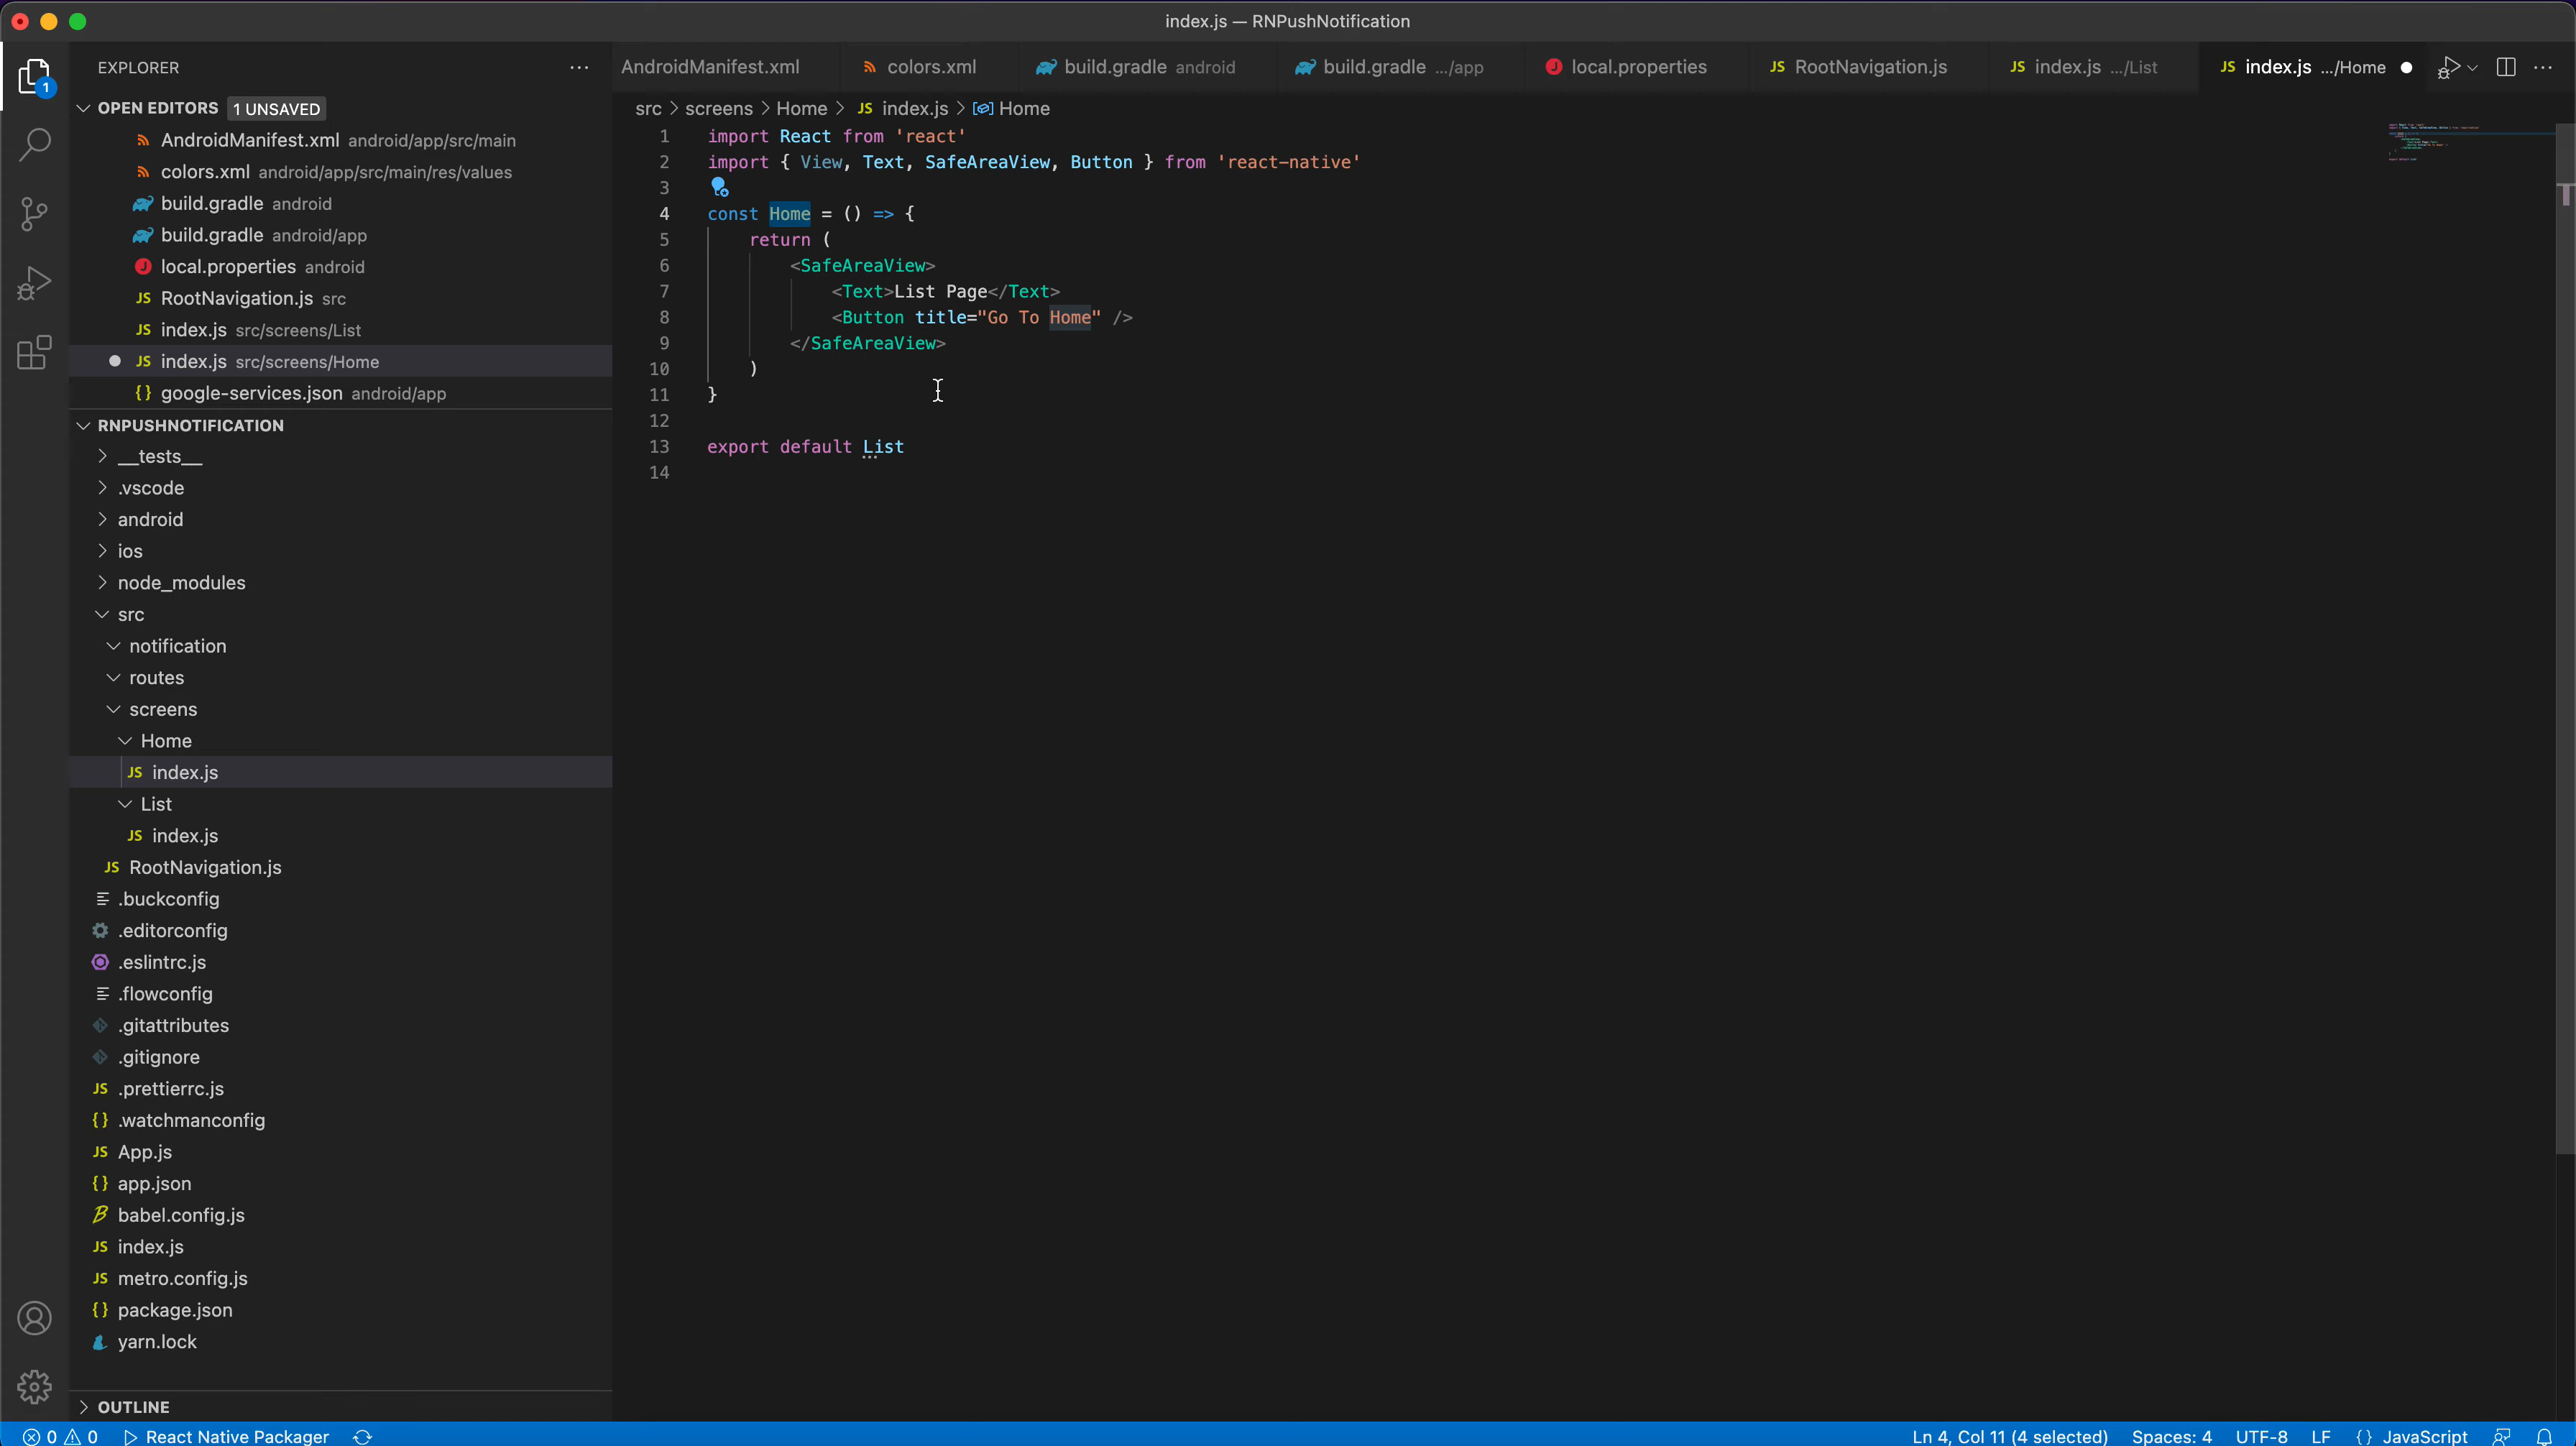 index.js — RNPushNotification
EXPLORER
AndroidManifest.xml
colors.xml
build.gradle android
build.gradle .../app
local.properties
RootNavigation.js
index.js .../List
index.js .../Home
OPEN EDITORS 1 UNSAVED
AndroidManifest.xml android/app/src/main
colors.xml android/app/src/main/res/values
build.gradle android
build.gradle android/app
local.properties android
RootNavigation.js src
index.js src/screens/List
index.js src/screens/Home
google-services.json android/app
RNPUSHNOTIFICATION
__tests__
.vscode
android
ios
node_modules
src
notification
routes
screens
Home
index.js
List
index.js
RootNavigation.js
.buckconfig
.editorconfig
.eslintrc.js
.flowconfig
.gitattributes
.gitignore
.prettierrc.js
.watchmanconfig
App.js
app.json
babel.config.js
index.js
metro.config.js
package.json
yarn.lock
OUTLINE
src > screens > Home > JS index.js > Home
1 import React from 'react'
2 import { View, Text, SafeAreaView, Button } from 'react-native'
3
4 const Home = () => {
5 return (
6 <SafeAreaView>
7 <Text>List Page</Text>
8 <Button title="Go To Home" />
9 </SafeAreaView>
10 )
11 }
12
13 export default List
14
0 0 React Native Packager
Ln 4, Col 11 (4 selected) Spaces: 4 UTF-8 LF {} JavaScript